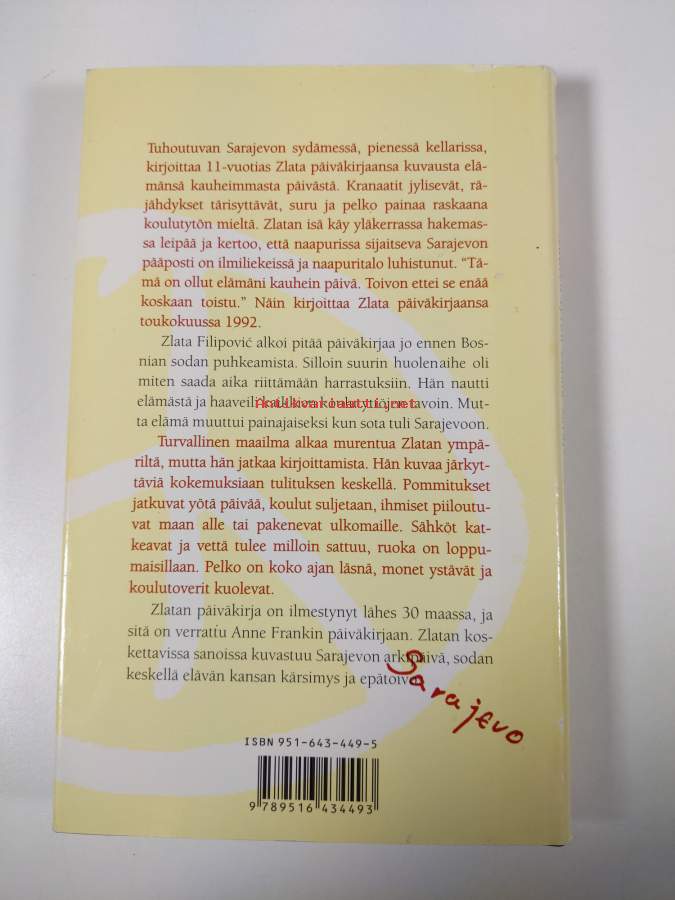 Tuhoutuvan Sarajevon sydämessä, pienessä kellarissa,
kirjoittaa 11-vuotias Zlata päiväkirjaansa kuvausta elä-
mänsä kauheimmasta päivästä. Kranaatit jylisevät, rä-
jähdykset tärisyttävät, suru ja pelko painaa raskaana
koulutytön mieltä. Zlatan isä käy yläkerrassa hakemas-
sa leipää ja kertoo, että naapurissa sijaitseva Sarajevon
pääposti on ilmiliekeissä ja naapuritalo luhistunut. “Tä-
mä on ollut elämäni kauhein päivä. Toivon ettei se enää
koskaan toistu.” Näin kirjoittaa Zlata päiväkirjaansa
toukokuussa 1992.
Zlata Filipović alkoi pitää päiväkirjaa jo ennen Bos-
nian sodan puhkeamista. Silloin suurin huolenaihe oli
miten saada aika riittämään harrastuksiin. Hän nautti
elämästä ja haaveili kaikkien koulutyttöjen tavoin. Mut-
Antikvariaatti.net
ta elämä muuttui painajaiseksi kun sota tuli Sarajevoon.
Turvallinen maailma alkaa murentua Zlatan ympä-
riltä, mutta hän jatkaa kirjoittamista. Hän kuvaa järkyt-
täviä kokemuksiaan tulituksen keskellä. Pommitukset
jatkuvat yötä päivää, koulut suljetaan, ihmiset piiloutu-
vat maan alle tai pakenevat ulkomaille. Sähköt kat-
keavat ja vettä tulee milloin sattuu, ruoka on loppu-
maisillaan. Pelko on koko ajan läsnä, monet ystävät ja
koulutoverit kuolevat.
Zlatan päiväkirja on ilmestynyt lähes 30 maassa, ja
sitä on verrattu Anne Frankin päiväkirjaan. Zlatan kos-
kettavissa sanoissa kuvastuu Sarajevon arkipäivä, sodan
keskellä elävän kansan kärsimys ja epätoivo.
Sarajevo
ISBN 951-643-449-5
9 789516 434493